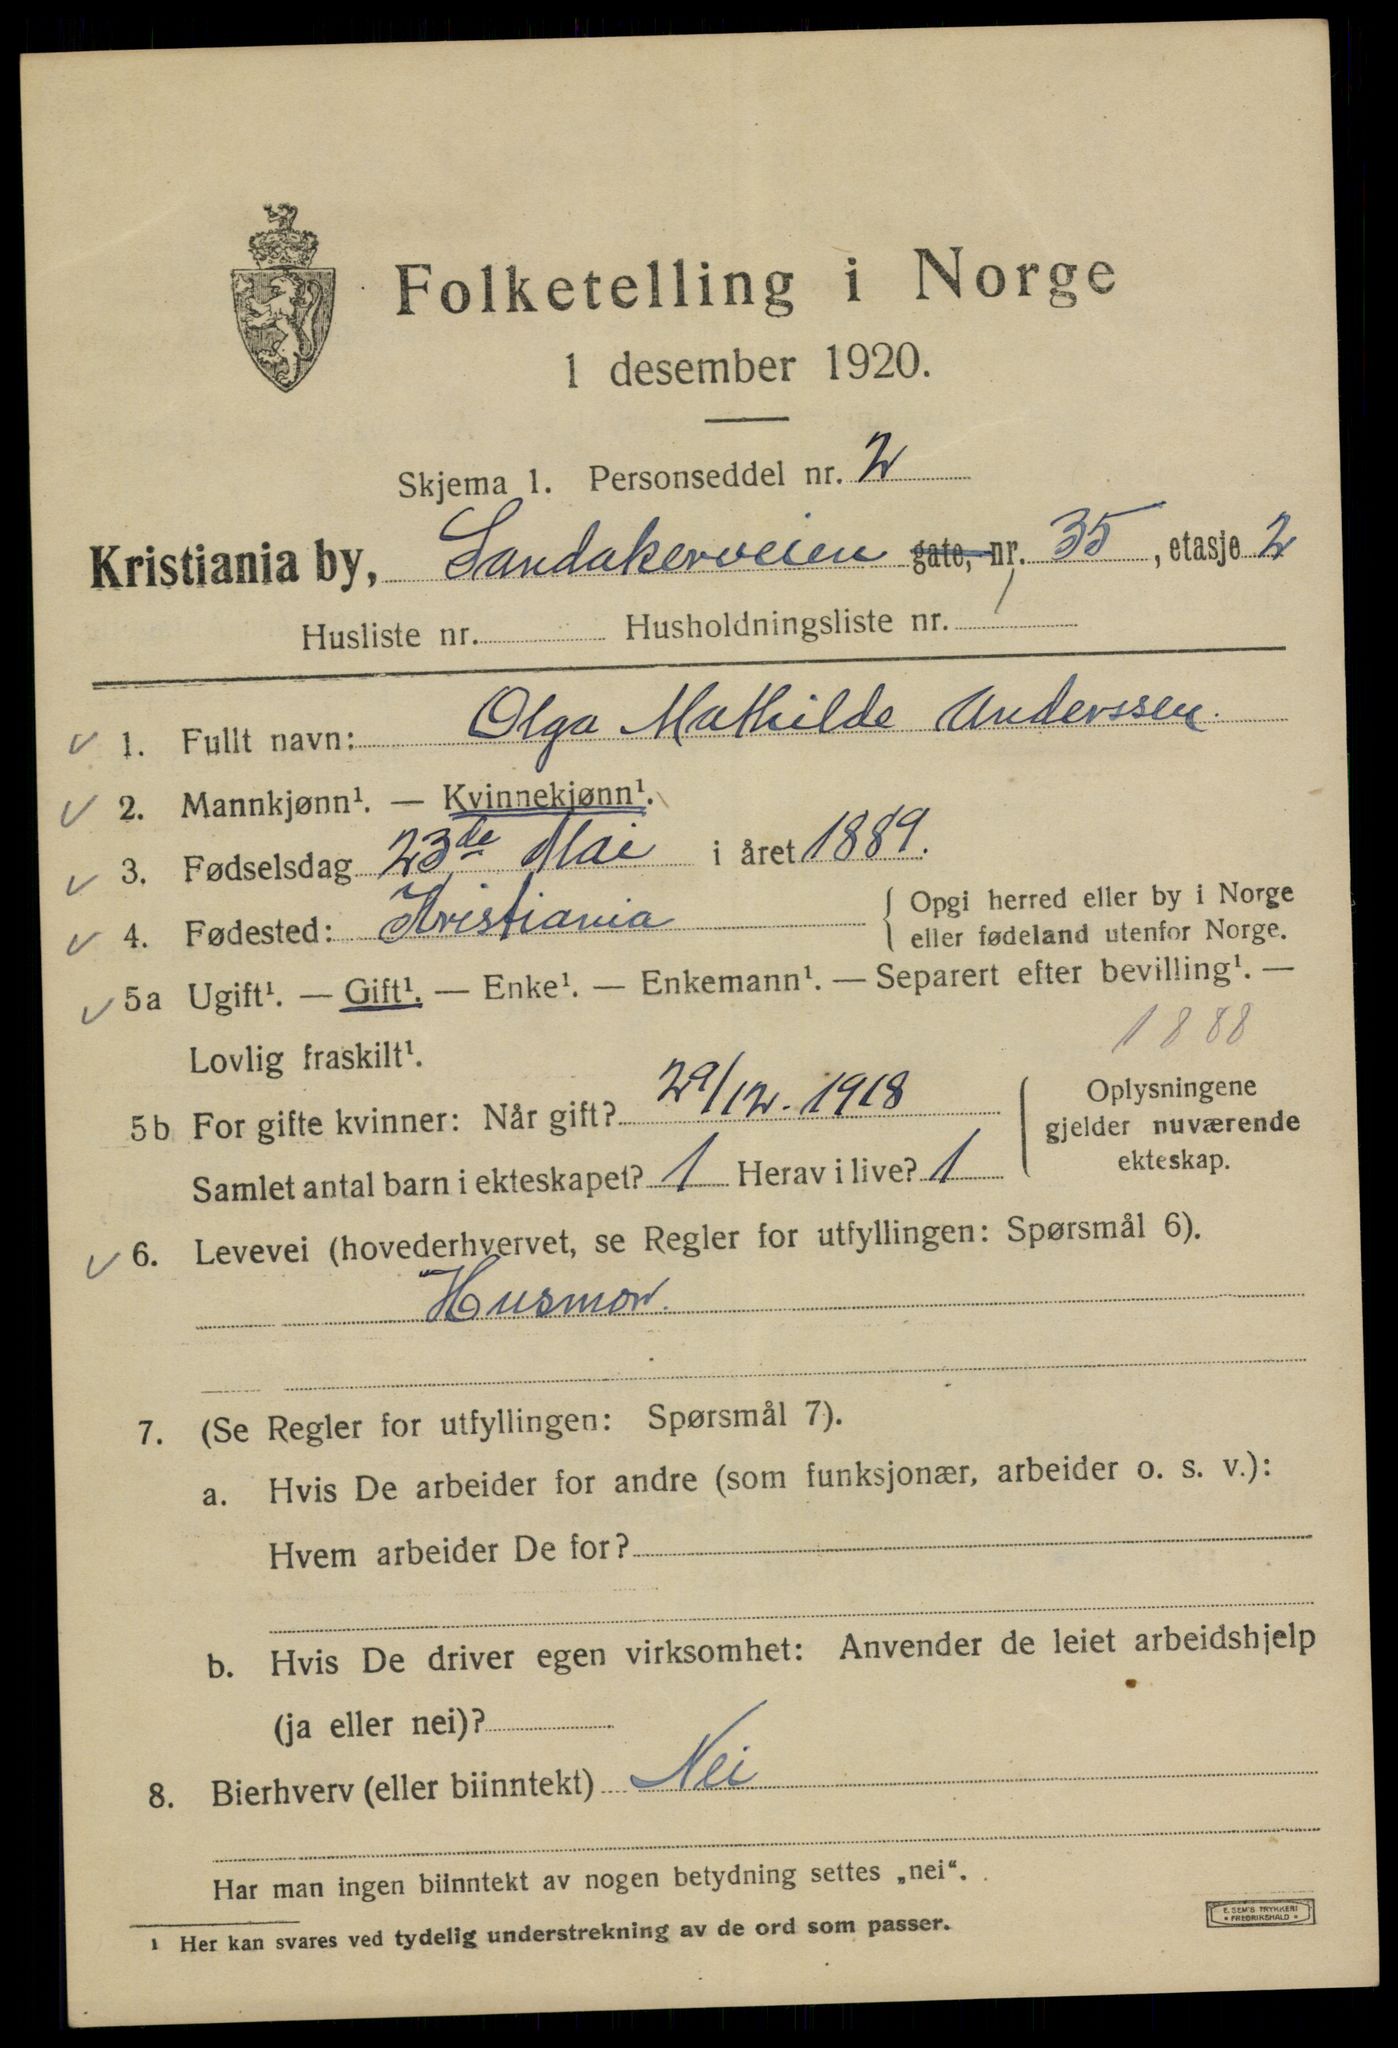 Folketelling i Norge
1 desember 1920.
Skjema 1. Personseddel nr. 2
Kristiania by, Sandakerveien gate, nr. 35, etasje 2
Husliste nr. Husholdningsliste nr. 1
1. Fullt navn: Olga Mathilde Anderssen.
2. Mannkjønn¹. — Kvinnekjønn¹.
3. Fødselsdag 23de Mai i året 1889.
4. Fødested: Kristiania { Opgi herred eller by i Norge
eller fødeland utenfor Norge.
5a Ugift¹. — Gift¹. — Enke¹. — Enkemann¹. — Separert efter bevilling¹. —
Lovlig fraskilt¹.
1888
5b For gifte kvinner: Når gift? 29/12. 1918
Samlet antal barn i ekteskapet? 1 Herav i live? 1
Oplysningene
gjelder nuværende
ekteskap.
6. Levevei (hovederhvervet, se Regler for utfyllingen: Spørsmål 6).
Husmor.
7. (Se Regler for utfyllingen: Spørsmål 7).
a. Hvis De arbeider for andre (som funksjonær, arbeider o. s. v.):
Hvem arbeider De for?
b. Hvis De driver egen virksomhet: Anvender de leiet arbeidshjelp
(ja eller nei)?
8. Bierhverv (eller biinntekt) Nei
Har man ingen biinntekt av nogen betydning settes „nei“.
¹ Her kan svares ved tydelig understrekning av de ord som passer.
E. SEM'S TRYKKERI
• FREDRIKSHALD •